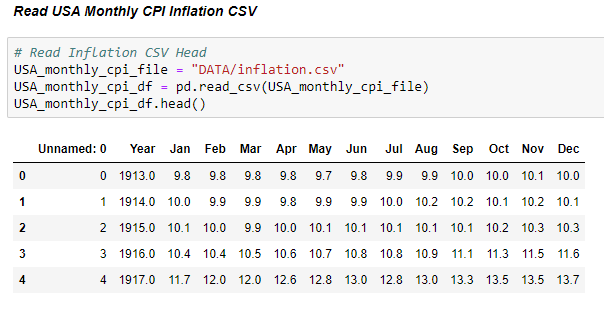 Read USA Monthly CPI Inflation CSV
# Read Inflation CSV Head
USA_monthly_cpi_file = "DATA/inflation.csv"
USA_monthly_cpi_df = pd.read_csv(USA_monthly_cpi_file)
USA_monthly_cpi_df.head()
Unnamed: 0 Year Jan Feb Mar Apr May Jun Jul Aug Sep Oct Nov Dec
0 0 1913.0 9.8 9.8 9.8 9.8 9.7 9.8 9.9 9.9 10.0 10.0 10.1 10.0
1 1 1914.0 10.0 9.9 9.9 9.8 9.9 9.9 10.0 10.2 10.2 10.1 10.2 10.1
2 2 1915.0 10.1 10.0 9.9 10.0 10.1 10.1 10.1 10.1 10.1 10.2 10.3 10.3
3 3 1916.0 10.4 10.4 10.5 10.6 10.7 10.8 10.8 10.9 11.1 11.3 11.5 11.6
4 4 1917.0 11.7 12.0 12.0 12.6 12.8 13.0 12.8 13.0 13.3 13.5 13.5 13.7